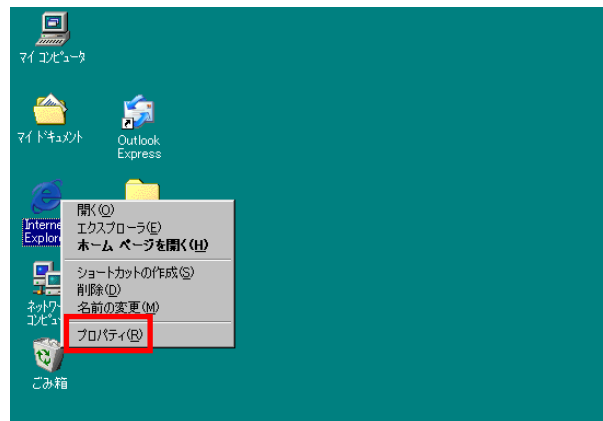 マイ コンピュータ
マイ ドキュメント
Outlook
Express
Interne
Explor
開く(O)
エクスプローラ(E)
ホーム ページを開く(H)
ショートカットの作成(S)
削除(D)
名前の変更(M)
プロパティ(R)
ネットワー
コンピュ
ごみ箱